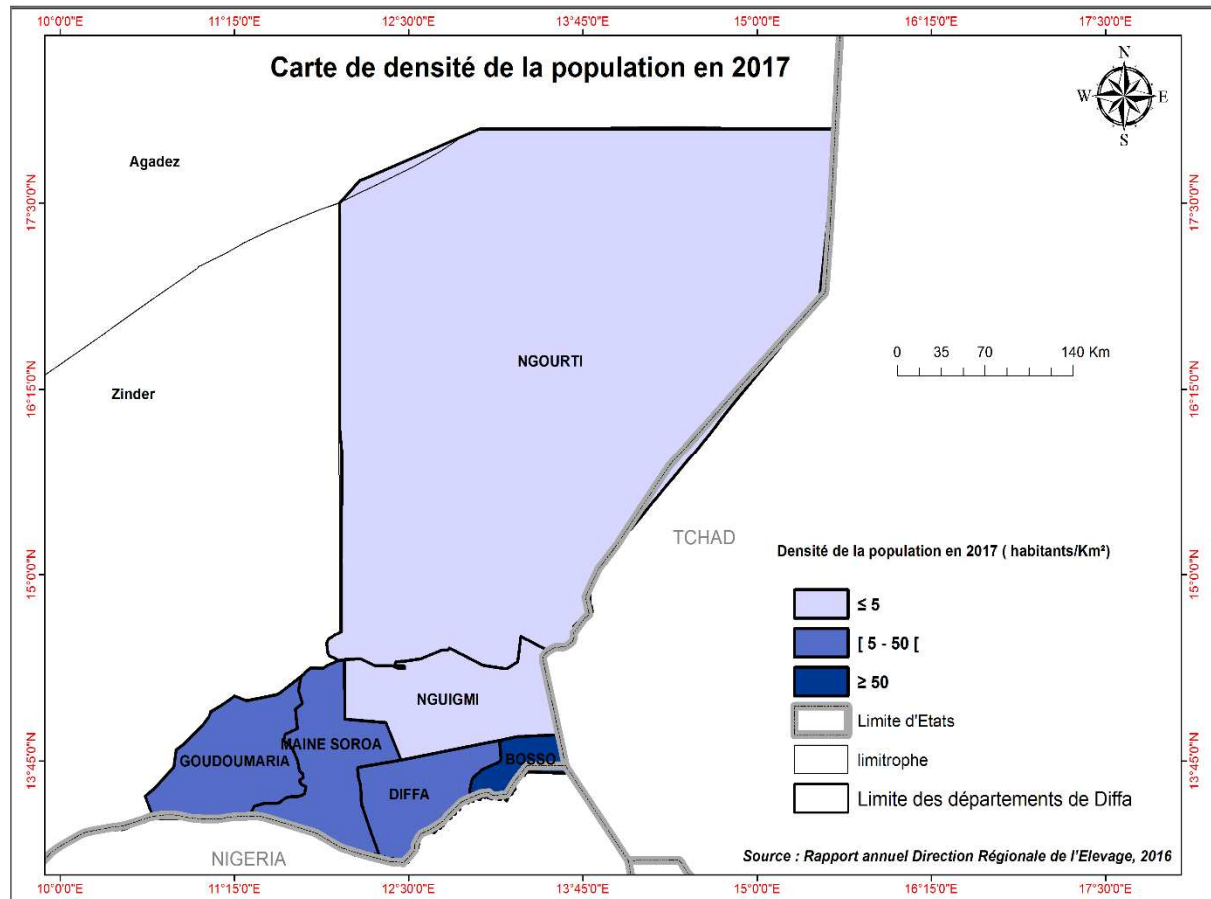 10°0'0"E 11°15'0"E 12°30'0"E 13°45'0"E 15°0'0"E 16°15'0"E 17°30'0"E
Carte de densité de la population en 2017
N
W E
S
Agadez
17°30'0"N 17°30'0"N
NGOURTI
0 35 70 140 Km
Zinder
16°15'0"N 16°15'0"N
TCHAD
Densité de la population en 2017 ( habitants/Km²)
15°0'0"N 15°0'0"N
≤ 5
[ 5 - 50 [
≥ 50
NGUIGMI
Limite d'Etats
MAINE SOROA
GOUDOUMARIA
BOSSO
limitrophe
13°45'0"N 13°45'0"N
DIFFA
Limite des départements de Diffa
NIGERIA
Source : Rapport annuel Direction Régionale de l'Elevage, 2016
10°0'0"E 11°15'0"E 12°30'0"E 13°45'0"E 15°0'0"E 16°15'0"E 17°30'0"E